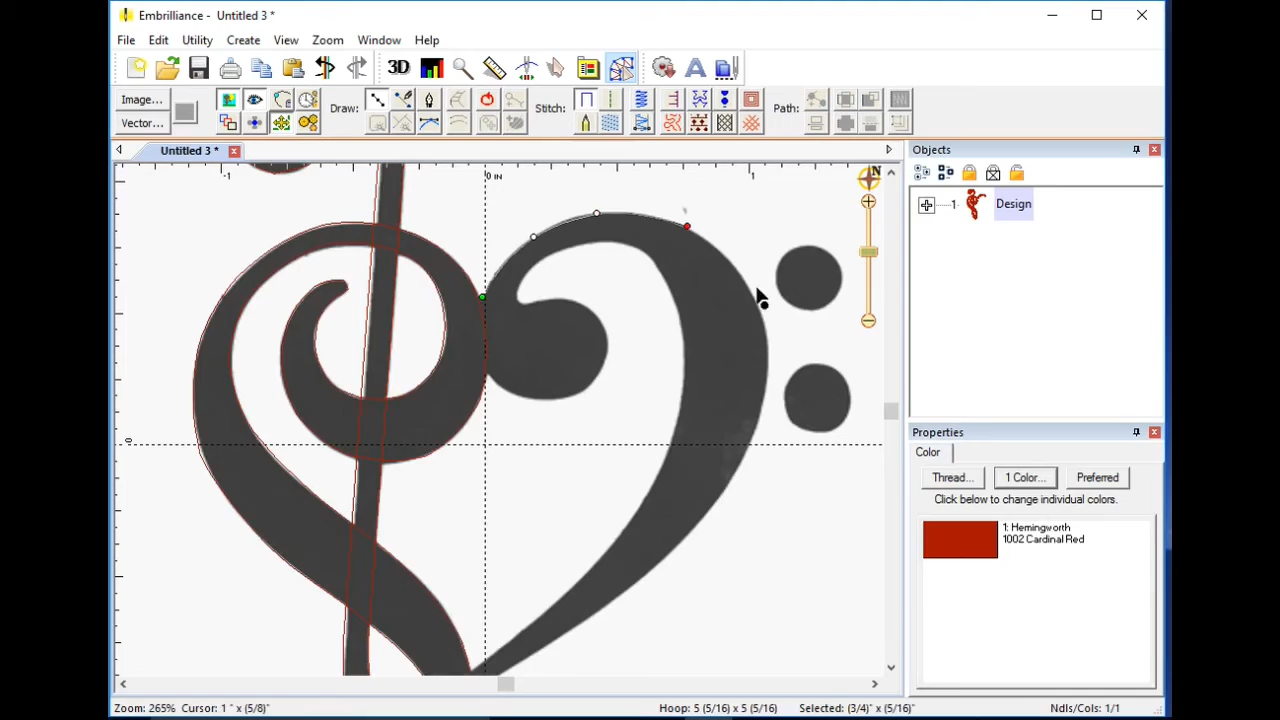 Embrilliance - Untitled 3 *
File Edit Utility Create View Zoom Window Help
3D A
Image... Draw: Stitch: Path:
Vector...
Untitled 3 *
Objects
-1 0 IN 1
N
1 Design
0
Properties
Color
Thread... 1 Color... Preferred
Click below to change individual colors.
1: Hemingworth
1002 Cardinal Red
Zoom: 265% Cursor: 1 " x (5/8)" Hoop: 5 (5/16) x 5 (5/16) Selected: (3/4)" x (5/16)" Ndls/Cols: 1/1